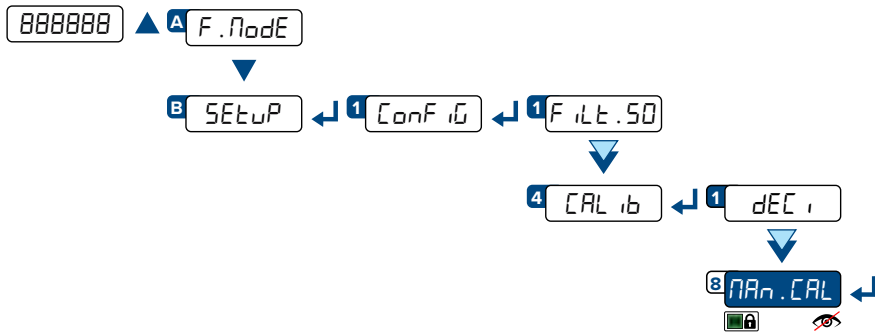 888888 A F.ModE
B SEtuP 1 ConFiG 1 FiLt.50
4 CALib 1 dECi
8 MAn.CAL